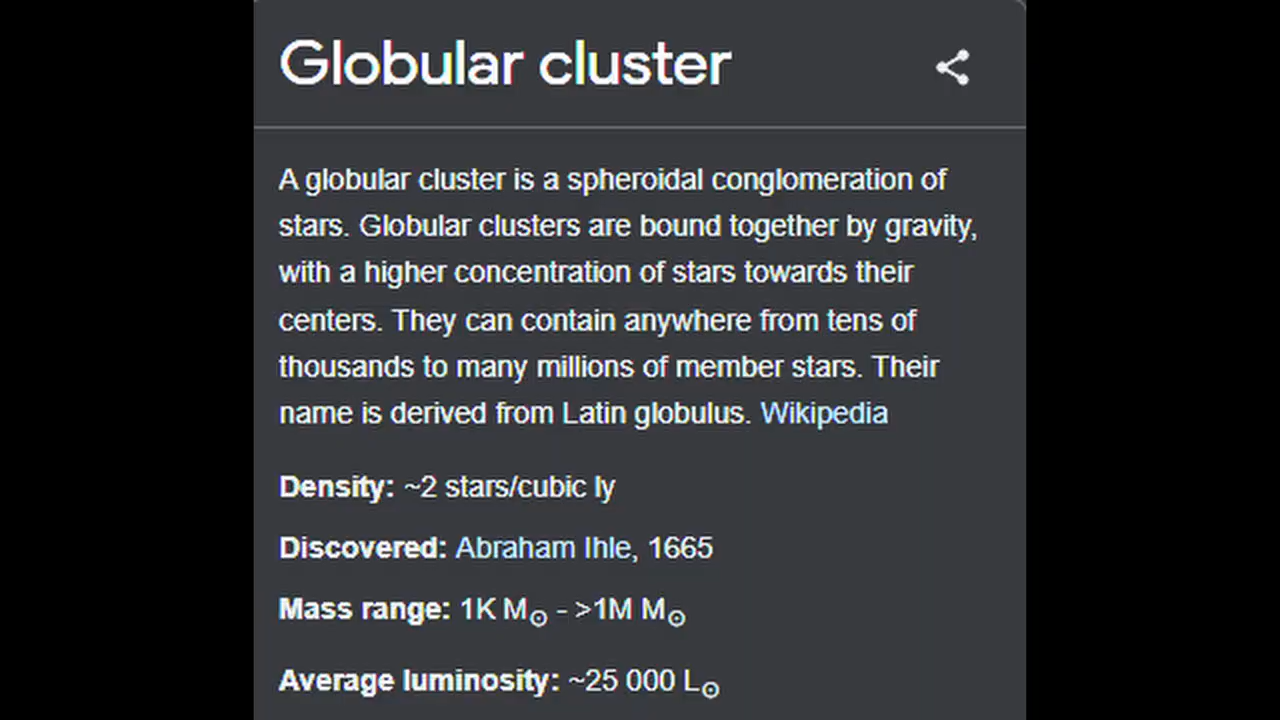 Globular cluster
A globular cluster is a spheroidal conglomeration of
stars. Globular clusters are bound together by gravity,
with a higher concentration of stars towards their
centers. They can contain anywhere from tens of
thousands to many millions of member stars. Their
name is derived from Latin globulus. Wikipedia
Density: ~2 stars/cubic ly
Discovered: Abraham Ihle, 1665
Mass range: 1K M☉ - >1M M☉
Average luminosity: ~25 000 L☉